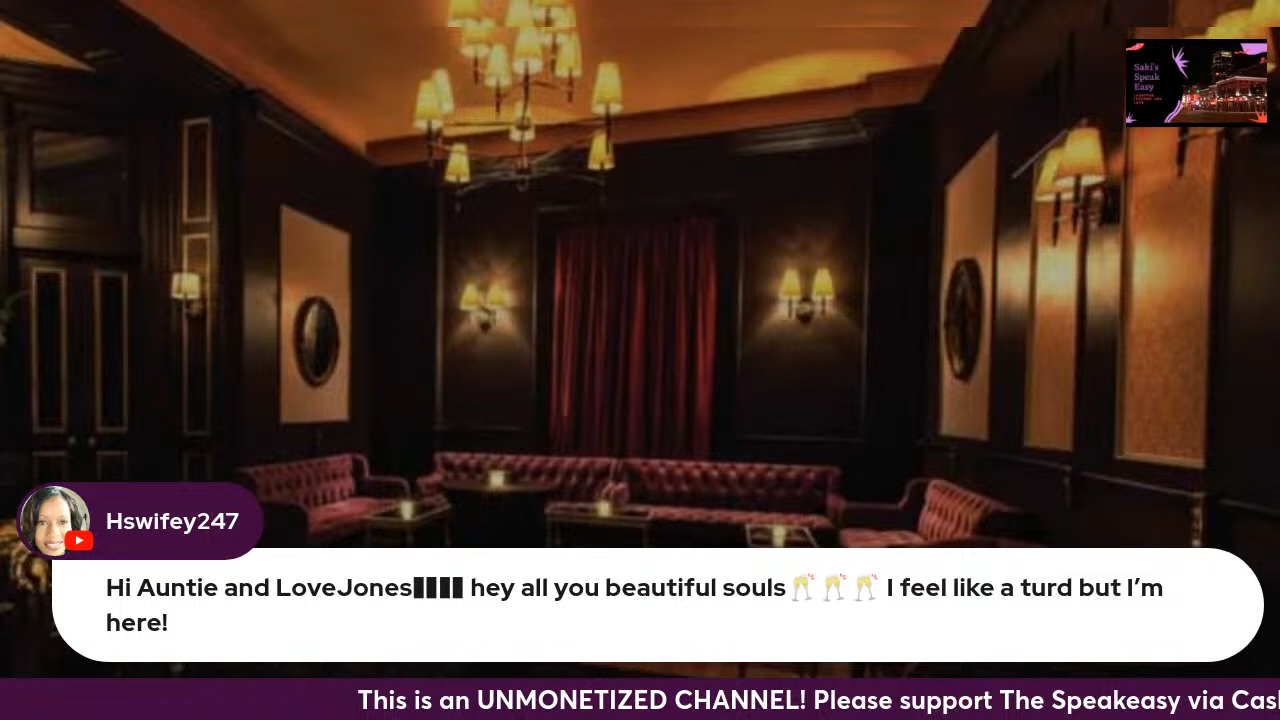 Saki's
Speak
Easy
Hswifey247
Hi Auntie and LoveJones▮▮▮▮ hey all you beautiful souls🥂🥂🥂 I feel like a turd but I’m
here!
This is an UNMONETIZED CHANNEL! Please support The Speakeasy via Cas